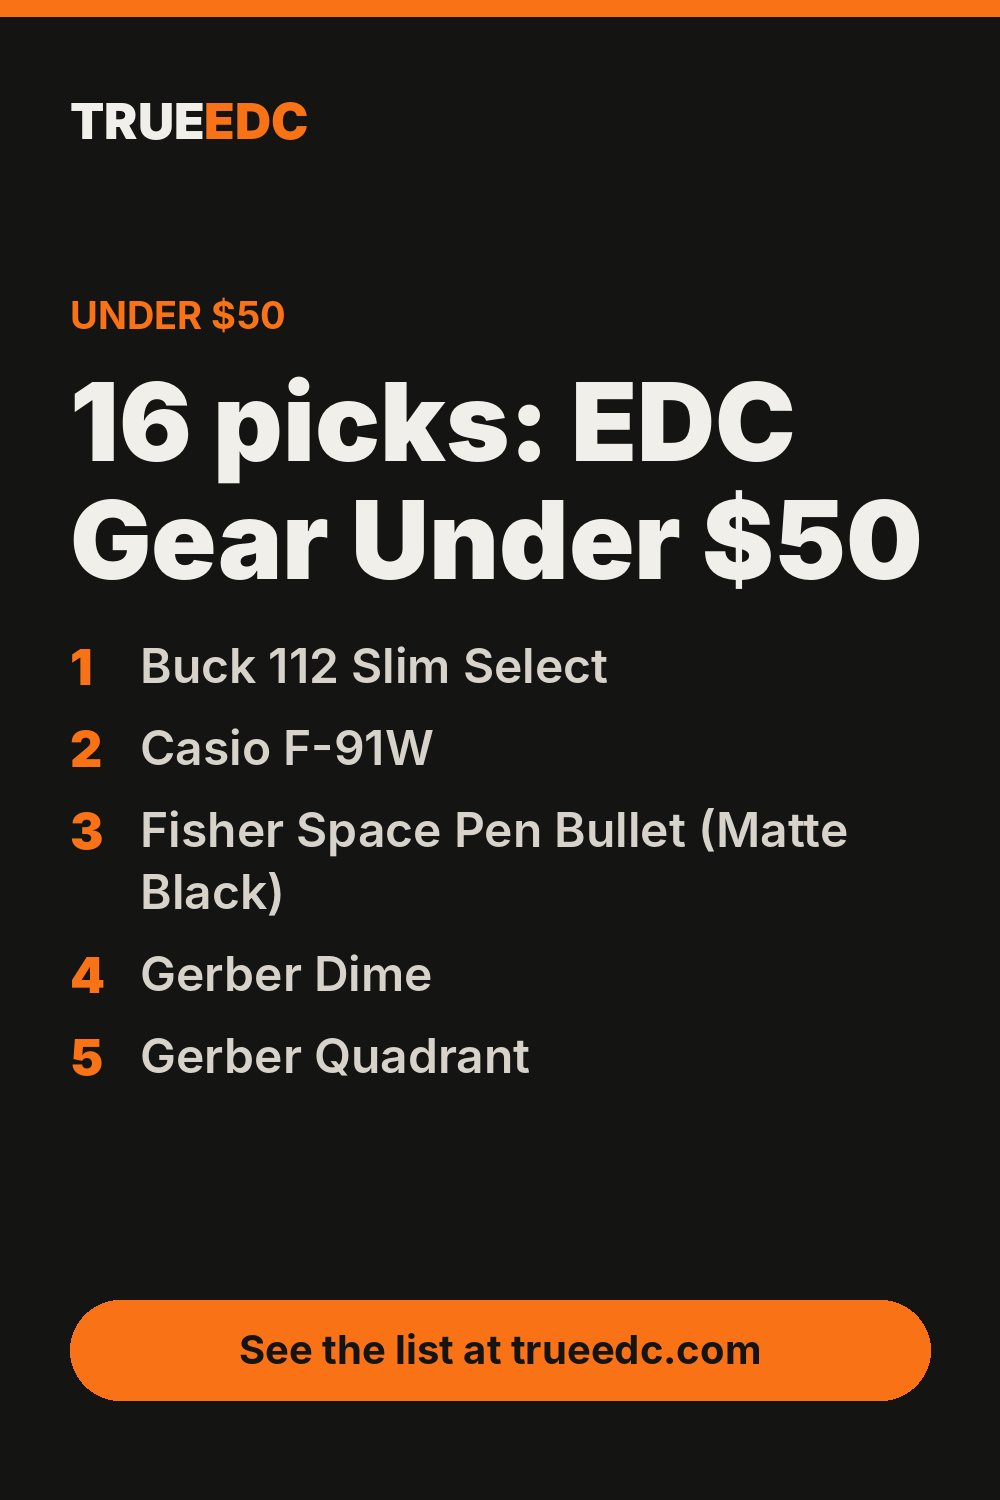 TRUEEDC
UNDER $50
16 picks: EDC
Gear Under $50
1 Buck 112 Slim Select
2 Casio F-91W
3 Fisher Space Pen Bullet (Matte
Black)
4 Gerber Dime
5 Gerber Quadrant
See the list at trueedc.com